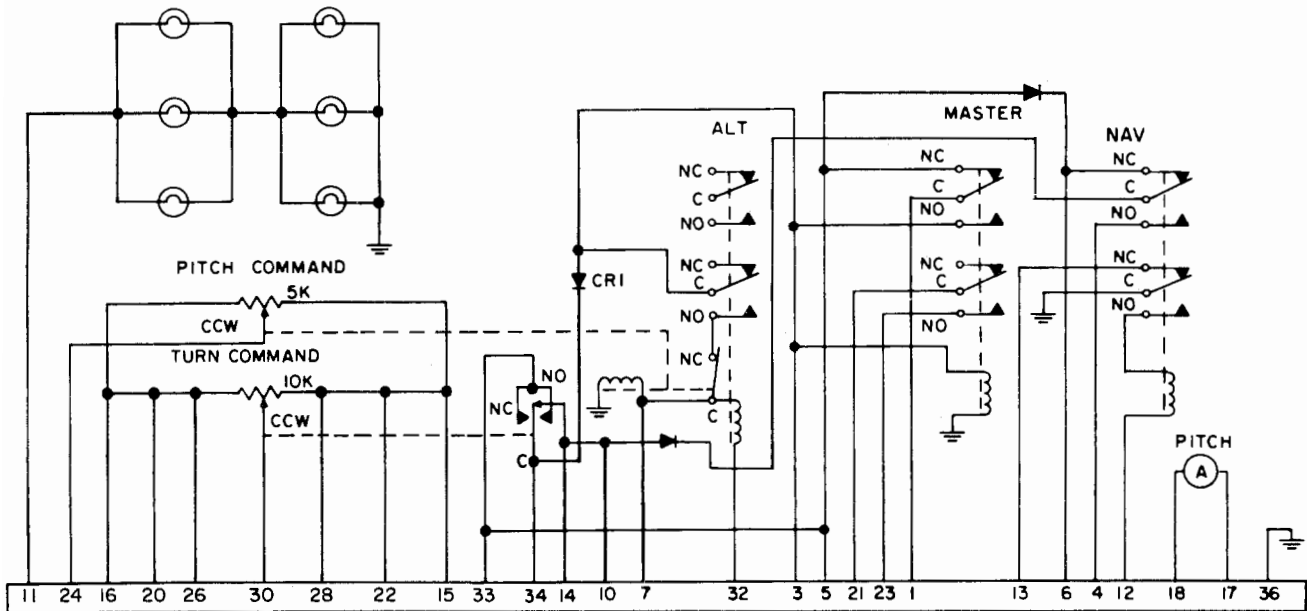 MASTER
ALT
NAV
NC
C
NO
NC
C
NO
NC
C
NC
C
NO
NC
C
NO
NC
C
NO
NC
C
NO
PITCH COMMAND
5K
CCW
TURN COMMAND
10K
CCW
CR1
NO
NC
C
PITCH
A
11 24 16 20 26 30 28 22 15 33 34 14 10 7 32 3 5 21 23 1 13 6 4 12 18 17 36